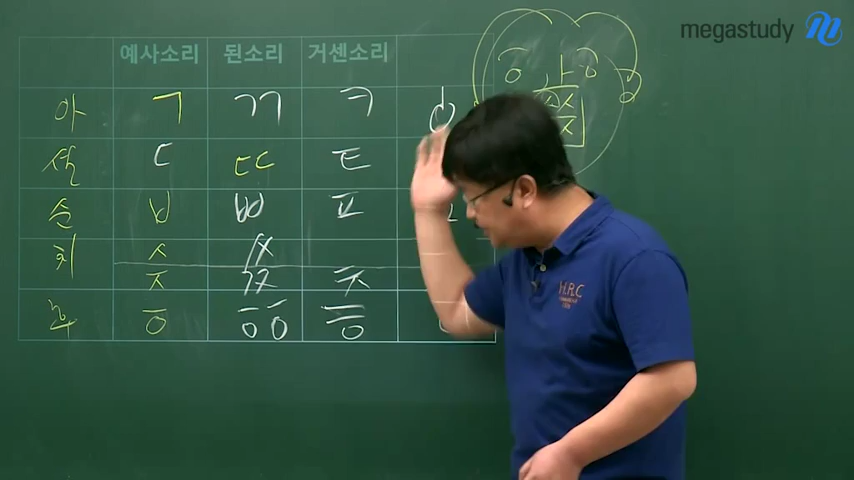 megastudy
예사소리 된소리 거센소리
아 ㄱ ㄲ ㅋ ㆁ
설 ㄷ ㄸ ㅌ
순 ㅂ ㅃ ㅍ
치 ㅅ ㅆ
ㅈ ㅉ ㅊ
후 ㆆ ㆅ ㅎ
H.R.C